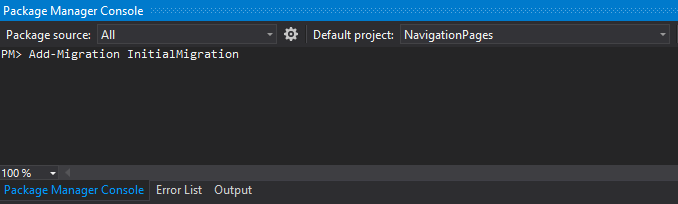 Package Manager Console
Package source: All Default project: NavigationPages
PM> Add-Migration InitialMigration
100 %
Package Manager Console Error List Output